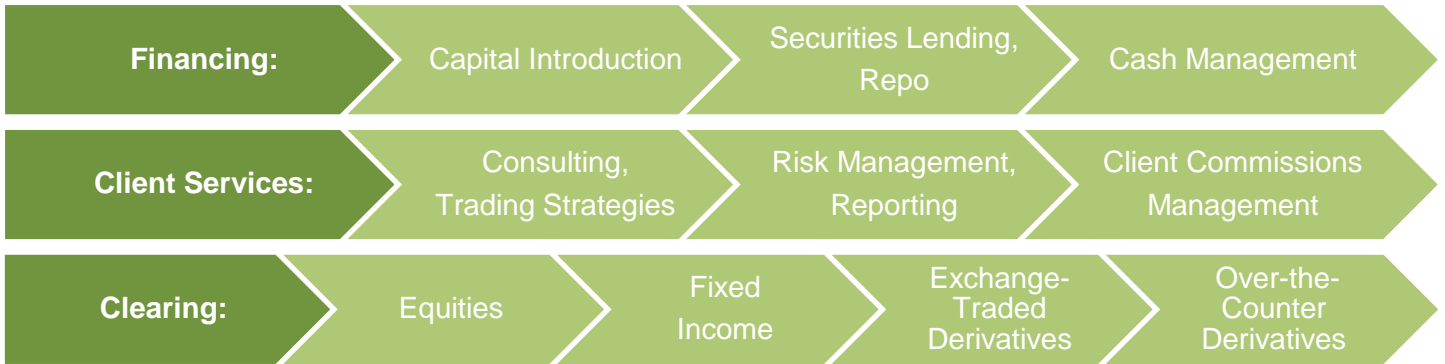 Financing:
Capital Introduction
Securities Lending,
Repo
Cash Management
Client Services:
Consulting,
Trading Strategies
Risk Management,
Reporting
Client Commissions
Management
Clearing:
Equities
Fixed
Income
Exchange-
Traded
Derivatives
Over-the-
Counter
Derivatives